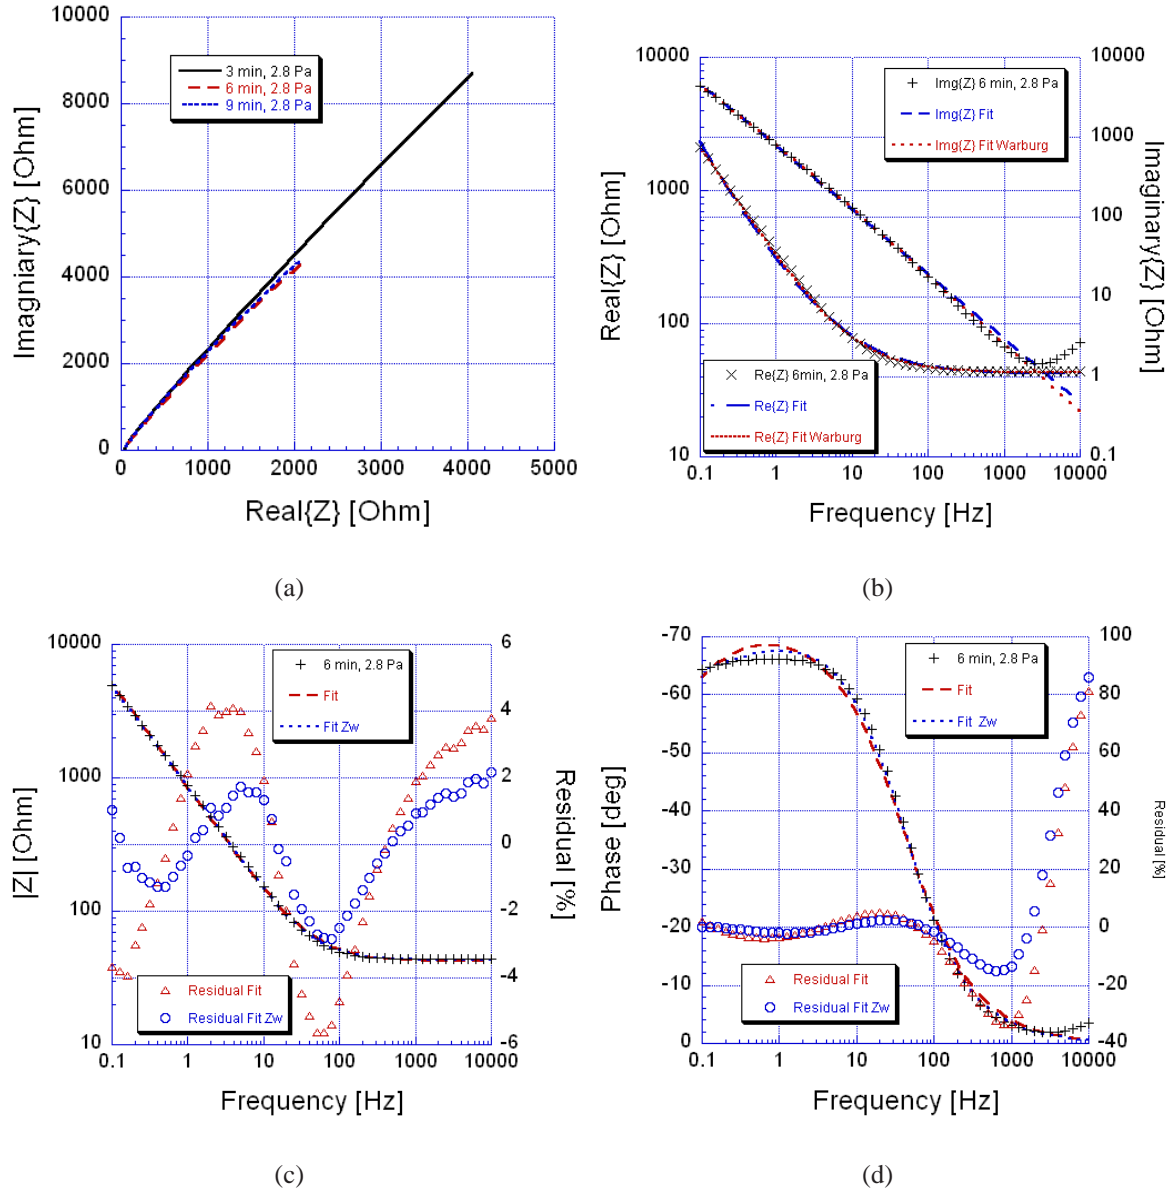 10000
8000
6000
4000
2000
0
Imagniary{Z} [Ohm]
3 min, 2.8 Pa
6 min, 2.8 Pa
9 min, 2.8 Pa
0 1000 2000 3000 4000 5000
Real{Z} [Ohm]
(a)
10000
1000
100
10
Real{Z} [Ohm]
Img{Z} 6 min, 2.8 Pa
Img{Z} Fit
Img{Z} Fit Warburg
Re{Z} 6min, 2.8 Pa
Re{Z} Fit
Re{Z} Fit Warburg
10000
1000
100
10
1
0.1
Imaginary{Z} [Ohm]
0.1 1 10 100 1000 10000
Frequency [Hz]
(b)
10000
1000
100
10
|Z| [Ohm]
6 min, 2.8 Pa
Fit
Fit Zw
Residual Fit
Residual Fit Zw
6
4
2
0
-2
-4
-6
Residual [%]
0.1 1 10 100 1000 10000
Frequency [Hz]
(c)
-70
-60
-50
-40
-30
-20
-10
0
Phase [deg]
6 min, 2.8 Pa
Fit
Fit Zw
Residual Fit
Residual Fit Zw
100
80
60
40
20
0
-20
-40
Residual [%]
0.1 1 10 100 1000 10000
Frequency [Hz]
(d)